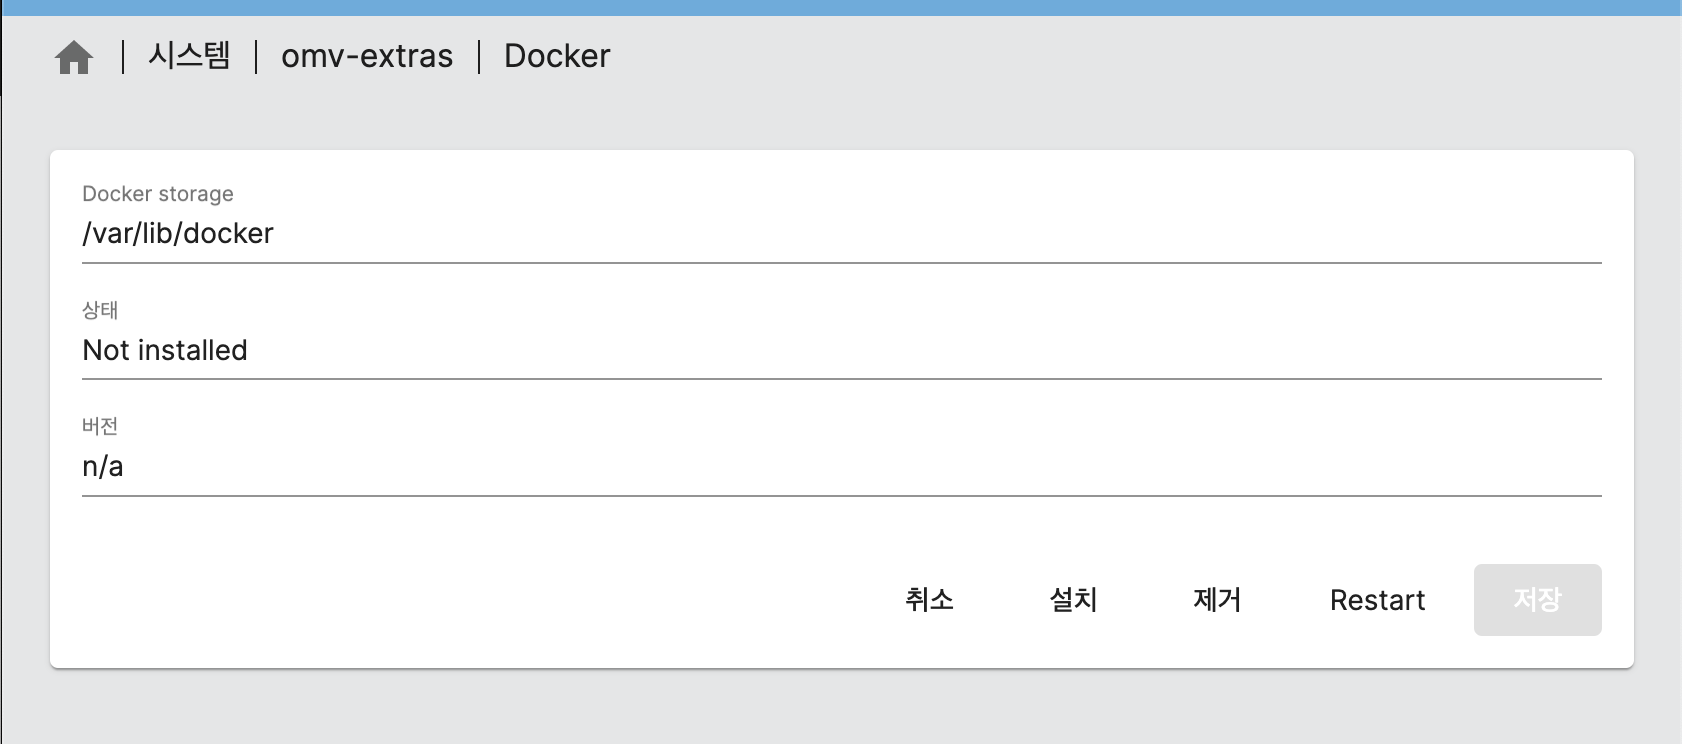 시스템 | omv-extras | Docker
Docker storage
/var/lib/docker
상태
Not installed
버전
n/a
취소 설치 제거 Restart 저장